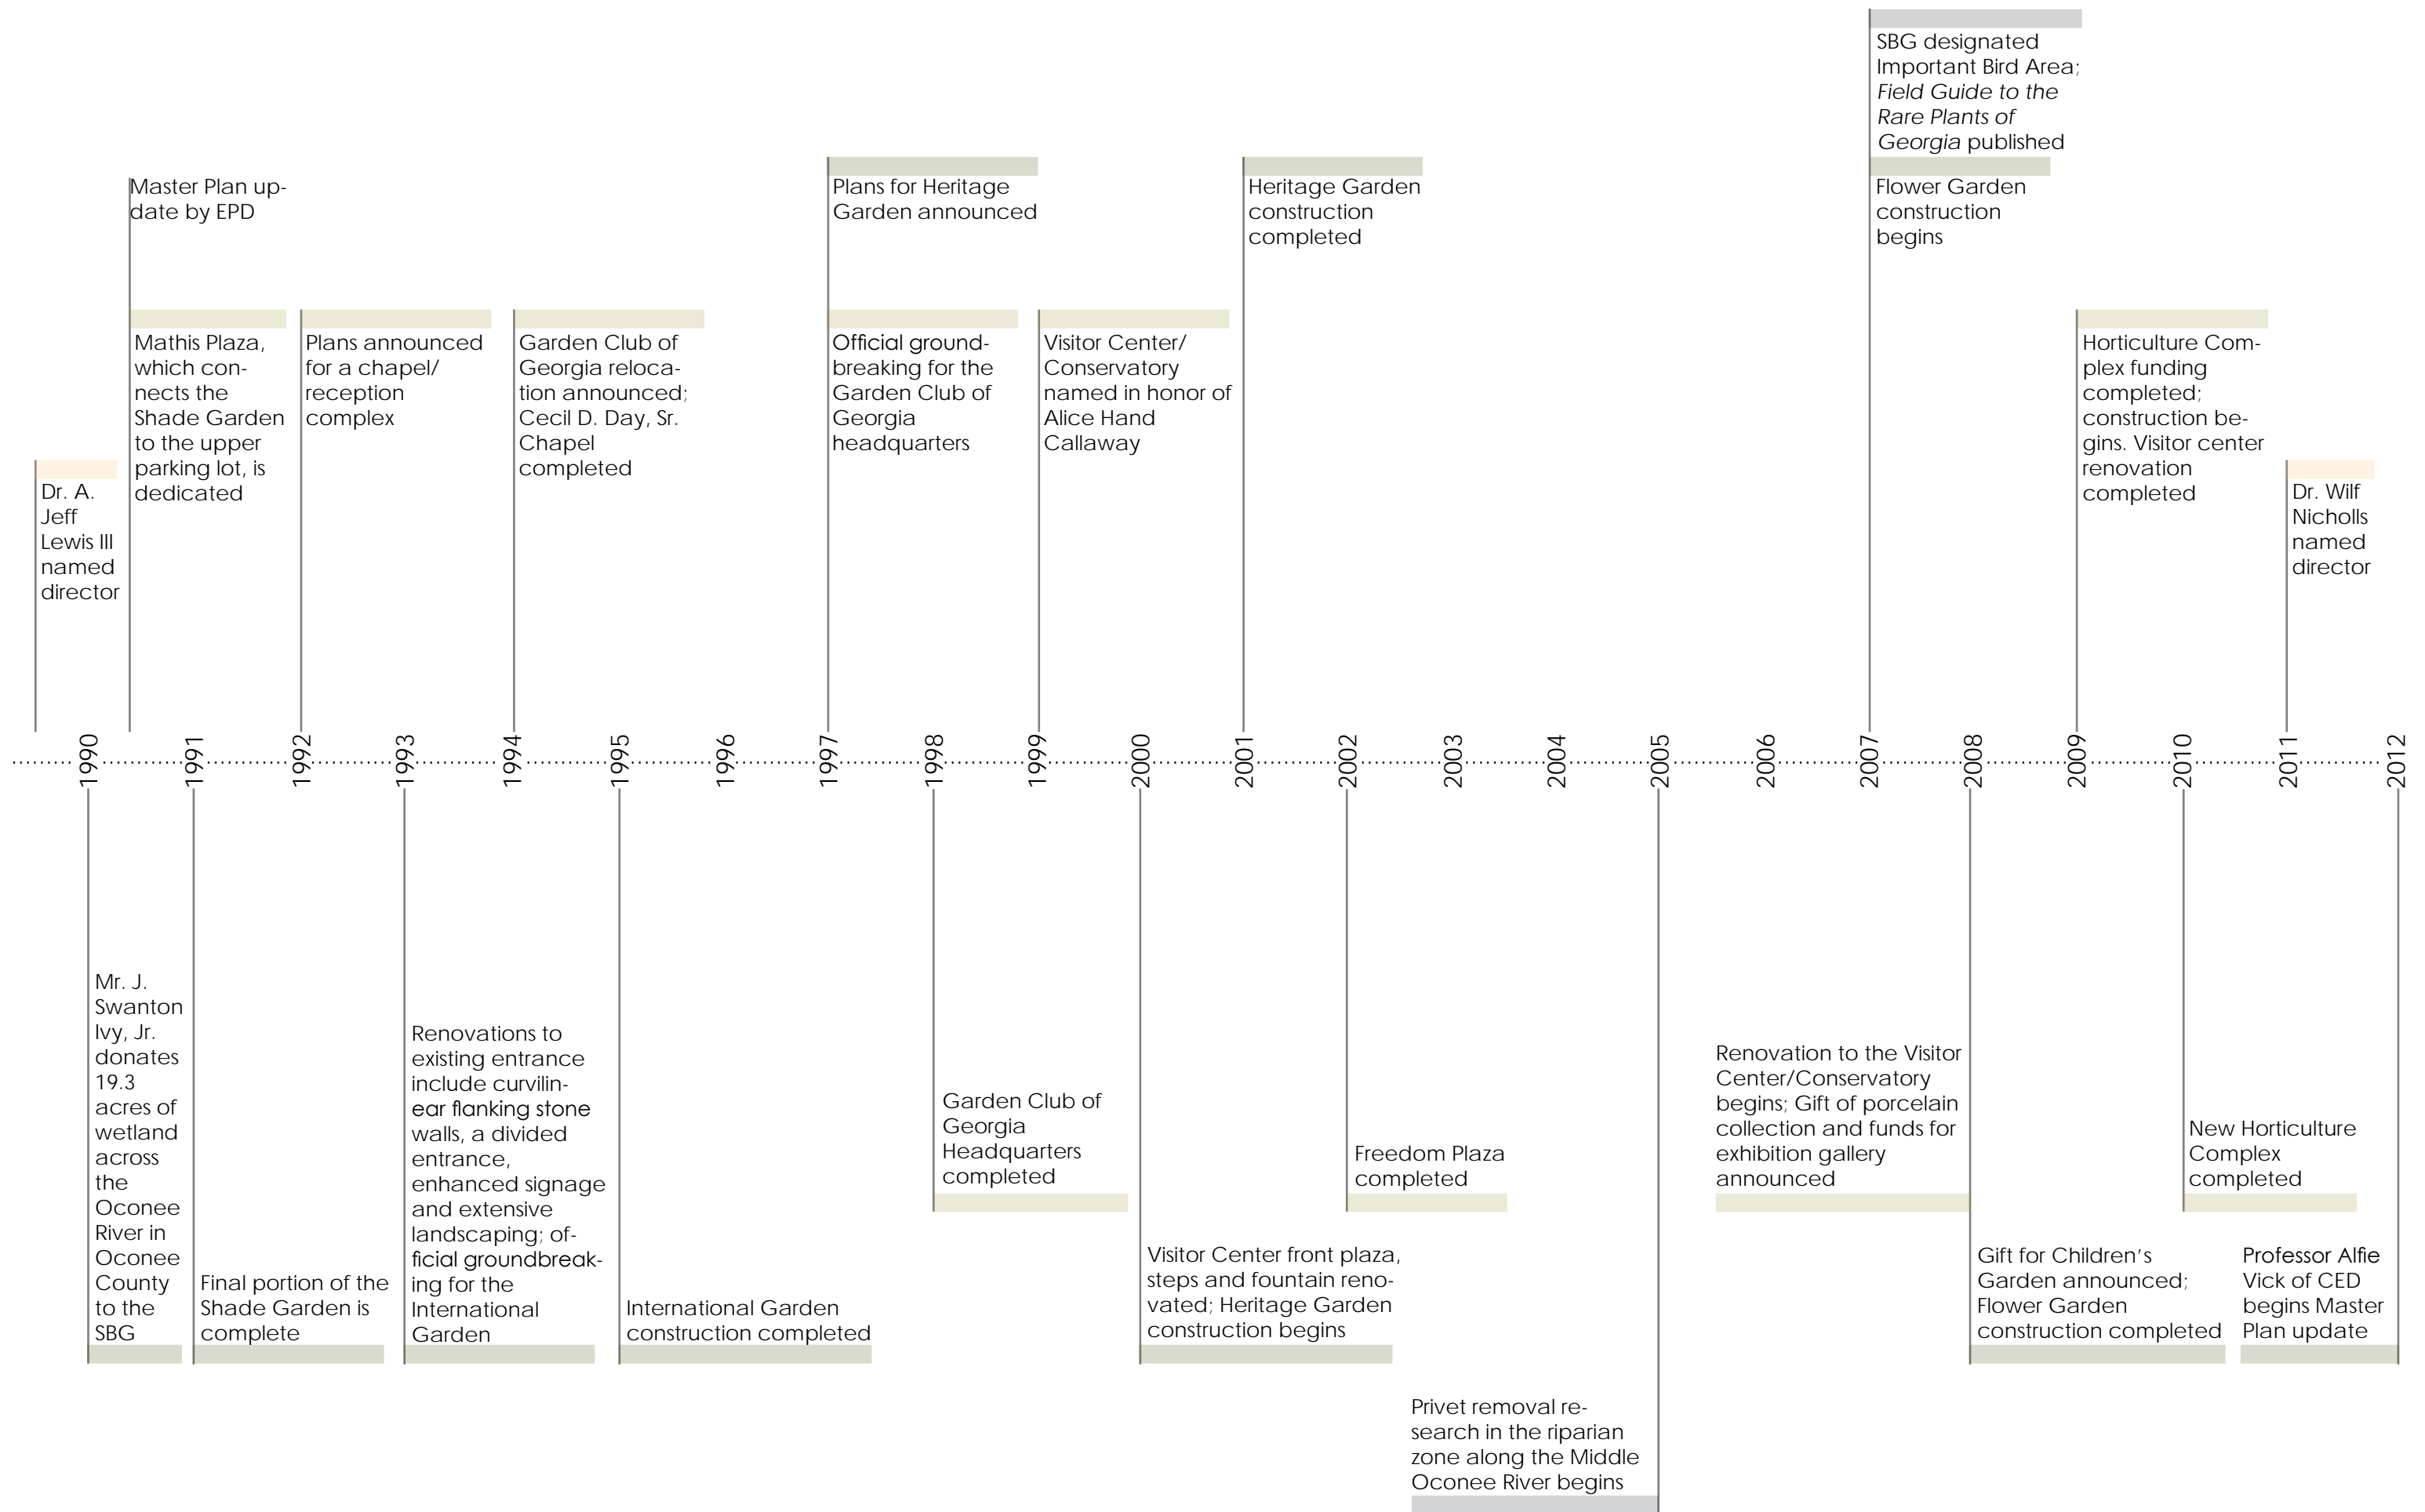 SBG designated
Important Bird Area;
Field Guide to the
Rare Plants of
Georgia published
Flower Garden
construction
begins
Master Plan up-
date by EPD
Plans for Heritage
Garden announced
Heritage Garden
construction
completed
Dr. A.
Jeff
Lewis III
named
director
Mathis Plaza,
which con-
nects the
Shade Garden
to the upper
parking lot, is
dedicated
Plans announced
for a chapel/
reception
complex
Garden Club of
Georgia reloca-
tion announced;
Cecil D. Day, Sr.
Chapel
completed
Official ground-
breaking for the
Garden Club of
Georgia
headquarters
Visitor Center/
Conservatory
named in honor of
Alice Hand
Callaway
Horticulture Com-
plex funding
completed;
construction be-
gins. Visitor center
renovation
completed
Dr. Wilf
Nicholls
named
director
1990
1991
1992
1993
1994
1995
1996
1997
1998
1999
2000
2001
2002
2003
2004
2005
2006
2007
2008
2009
2010
2011
2012
Mr. J.
Swanton
Ivy, Jr.
donates
19.3
acres of
wetland
across
the
Oconee
River in
Oconee
County
to the
SBG
Final portion of the
Shade Garden is
complete
Renovations to
existing entrance
include curvilin-
ear flanking stone
walls, a divided
entrance,
enhanced signage
and extensive
landscaping; of-
ficial groundbreak-
ing for the
International
Garden
International Garden
construction completed
Garden Club of
Georgia
Headquarters
completed
Visitor Center front plaza,
steps and fountain reno-
vated; Heritage Garden
construction begins
Freedom Plaza
completed
Privet removal re-
search in the riparian
zone along the Middle
Oconee River begins
Renovation to the Visitor
Center/Conservatory
begins; Gift of porcelain
collection and funds for
exhibition gallery
announced
Gift for Children's
Garden announced;
Flower Garden
construction completed
New Horticulture
Complex
completed
Professor Alfie
Vick of CED
begins Master
Plan update